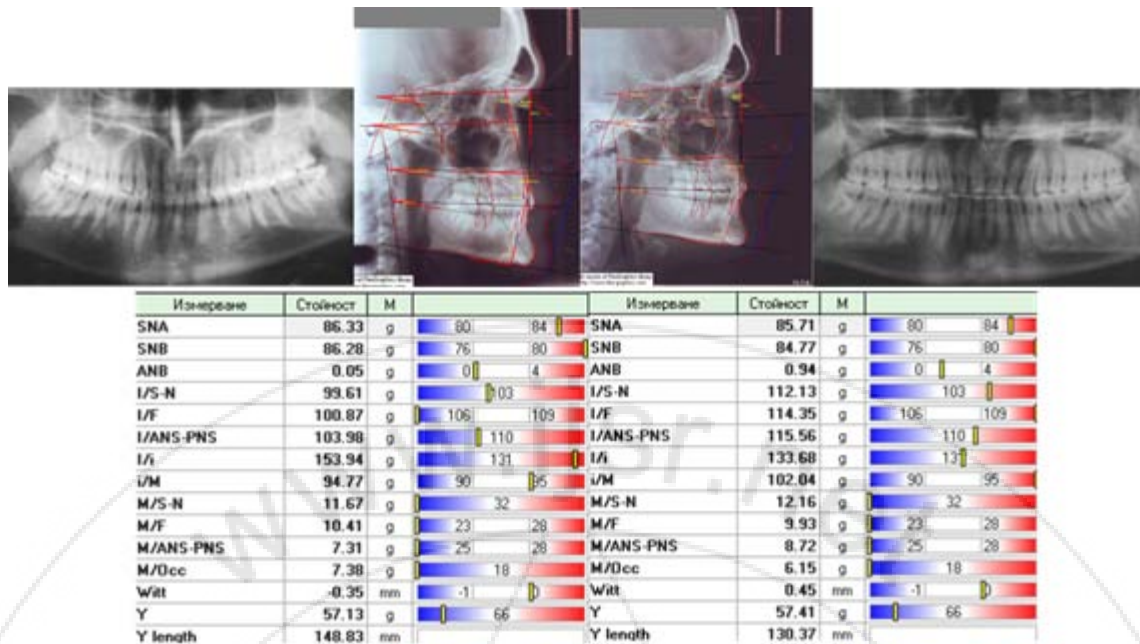 Измерване Стойност М Измерване Стойност М
SNA 86.33 g 80 84 SNA 85.71 g 80 84
SNB 86.28 g 76 80 SNB 84.77 g 76 80
ANB 0.05 g 0 4 ANB 0.94 g 0 4
I/S-N 99.61 g 103 I/S-N 112.13 g 103
I/F 100.87 g 106 109 I/F 114.35 g 106 109
I/ANS-PNS 103.98 g 110 I/ANS-PNS 115.56 g 110
I/i 153.94 g 131 I/i 133.68 g 131
i/M 94.77 g 90 95 i/M 102.04 g 90 95
M/S-N 11.67 g 32 M/S-N 12.16 g 32
M/F 10.41 g 23 28 M/F 9.93 g 23 28
M/ANS-PNS 7.31 g 25 28 M/ANS-PNS 8.72 g 25 28
M/Occ 7.38 g 18 M/Occ 6.15 g 18
Witt -0.35 mm -1 0 Witt 0.45 mm -1 0
Y 57.13 g 66 Y 57.41 g 66
Y length 148.83 mm Y length 130.37 mm